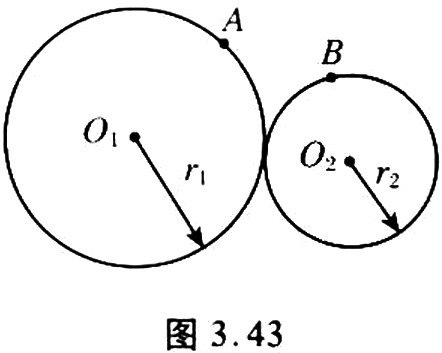 A
B
O₁
O₂
r₁
r₂
图 3.43